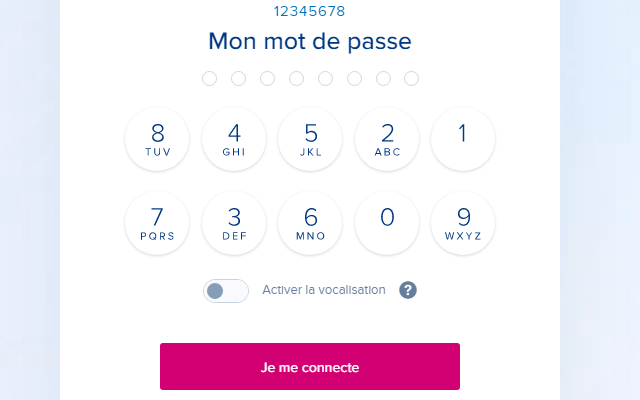 12345678
Mon mot de passe
8 4 5 2 1
TUV GHI JKL ABC
7 3 6 0 9
PQRS DEF MNO WXYZ
Activer la vocalisation ?
Je me connecte